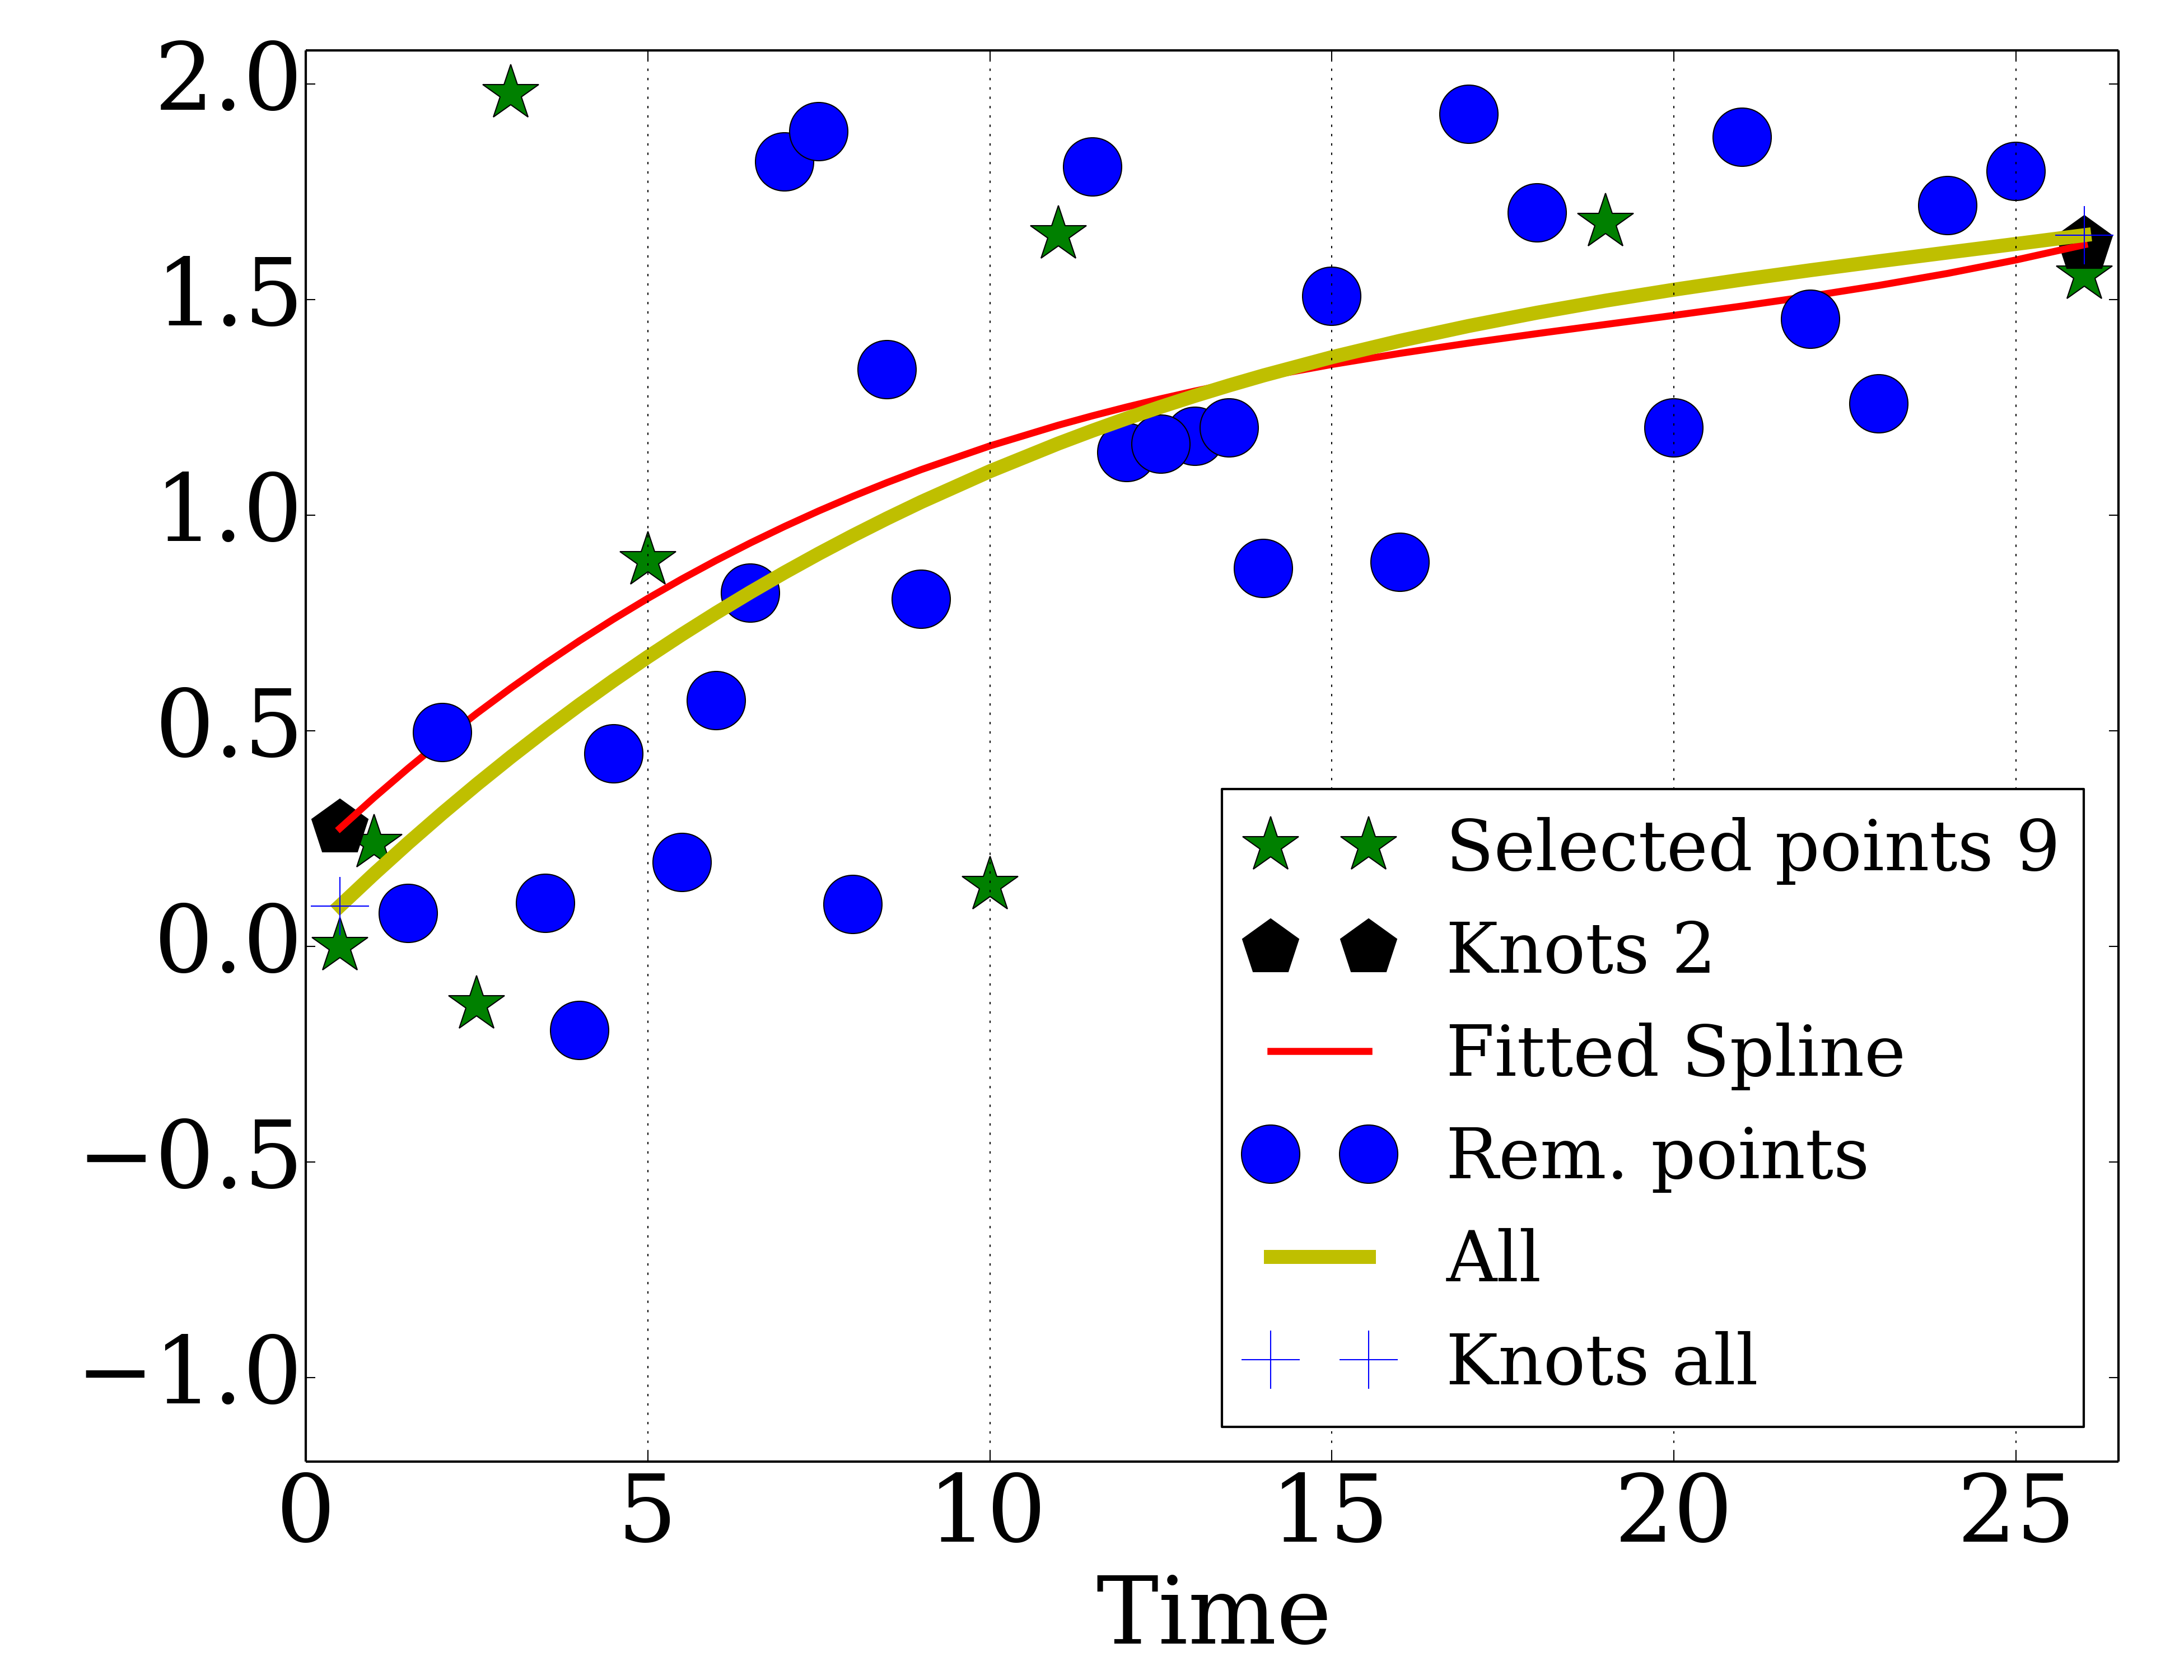 2.0
1.5
1.0
0.5
0.0
−0.5
−1.0
Selected points 9
Knots 2
Fitted Spline
Rem. points
All
Knots all
0 5 10 15 20 25
Time